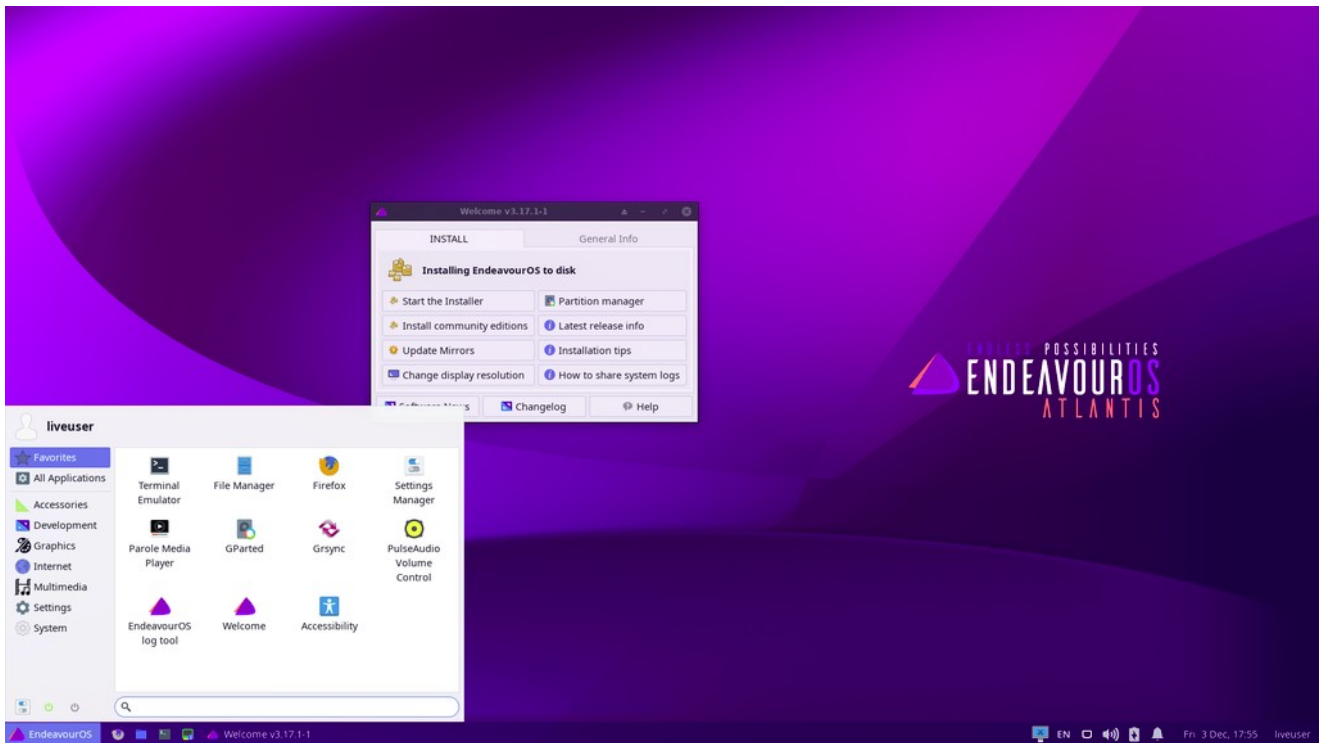 Welcome v3.17.1-1
INSTALL
General Info
Installing EndeavourOS to disk
Start the Installer
Partition manager
Install community editions
Latest release info
Update Mirrors
Installation tips
Change display resolution
How to share system logs
Software News
Changelog
Help
ENDLESS POSSIBILITIES
ENDEAVOUROS
ATLANTIS
liveuser
Favorites
All Applications
Accessories
Development
Graphics
Internet
Multimedia
Settings
System
Terminal
Emulator
File Manager
Firefox
Settings
Manager
Parole Media
Player
GParted
Grsync
PulseAudio
Volume
Control
EndeavourOS
log tool
Welcome
Accessibility
EndeavourOS
Welcome v3.17.1-1
EN
Fri 3 Dec, 17:55
liveuser